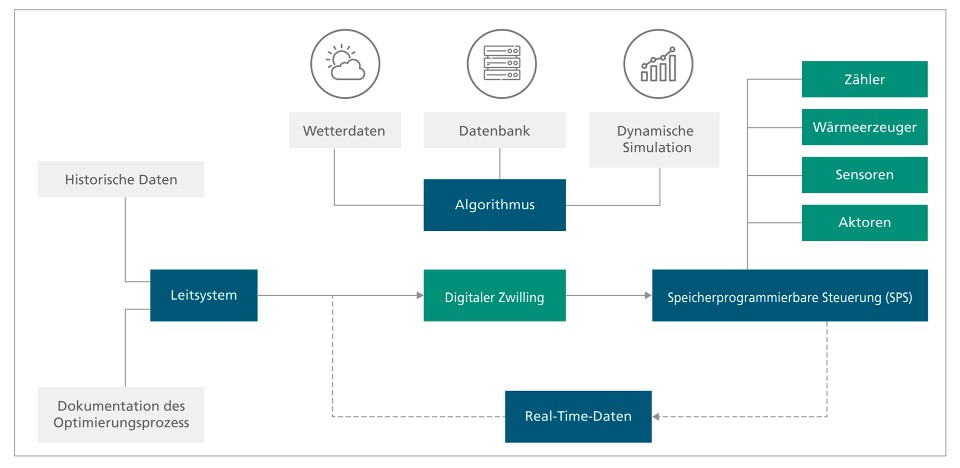 Wetterdaten
Datenbank
Dynamische
Simulation
Zähler
Wärmeerzeuger
Sensoren
Aktoren
Historische Daten
Algorithmus
Leitsystem
Digitaler Zwilling
Speicherprogrammierbare Steuerung (SPS)
Dokumentation des
Optimierungsprozess
Real-Time-Daten